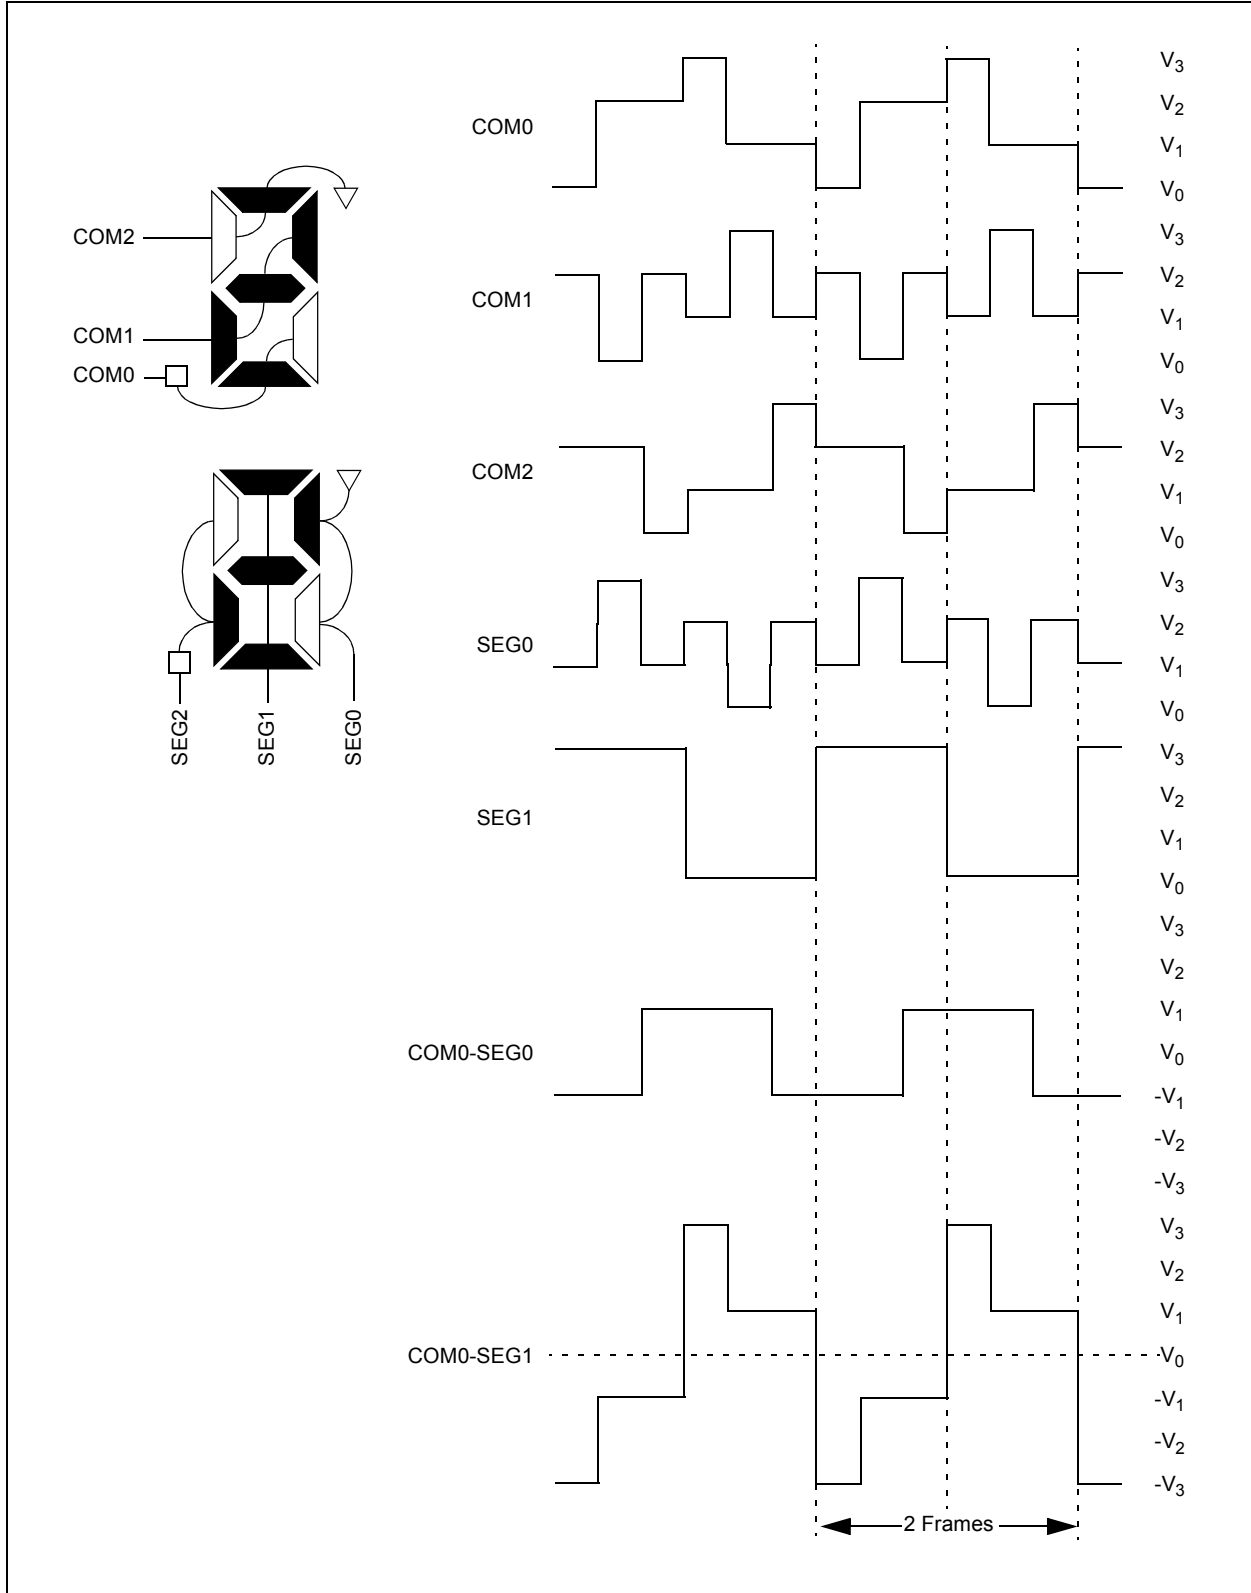 COM2
COM1
COM0
SEG2
SEG1
SEG0
COM0
V3
V2
V1
V0
COM1
V3
V2
V1
V0
COM2
V3
V2
V1
V0
SEG0
V3
V2
V1
V0
SEG1
V3
V2
V1
V0
COM0-SEG0
V3
V2
V1
V0
-V1
-V2
-V3
COM0-SEG1
V3
V2
V1
V0
-V1
-V2
-V3
2 Frames